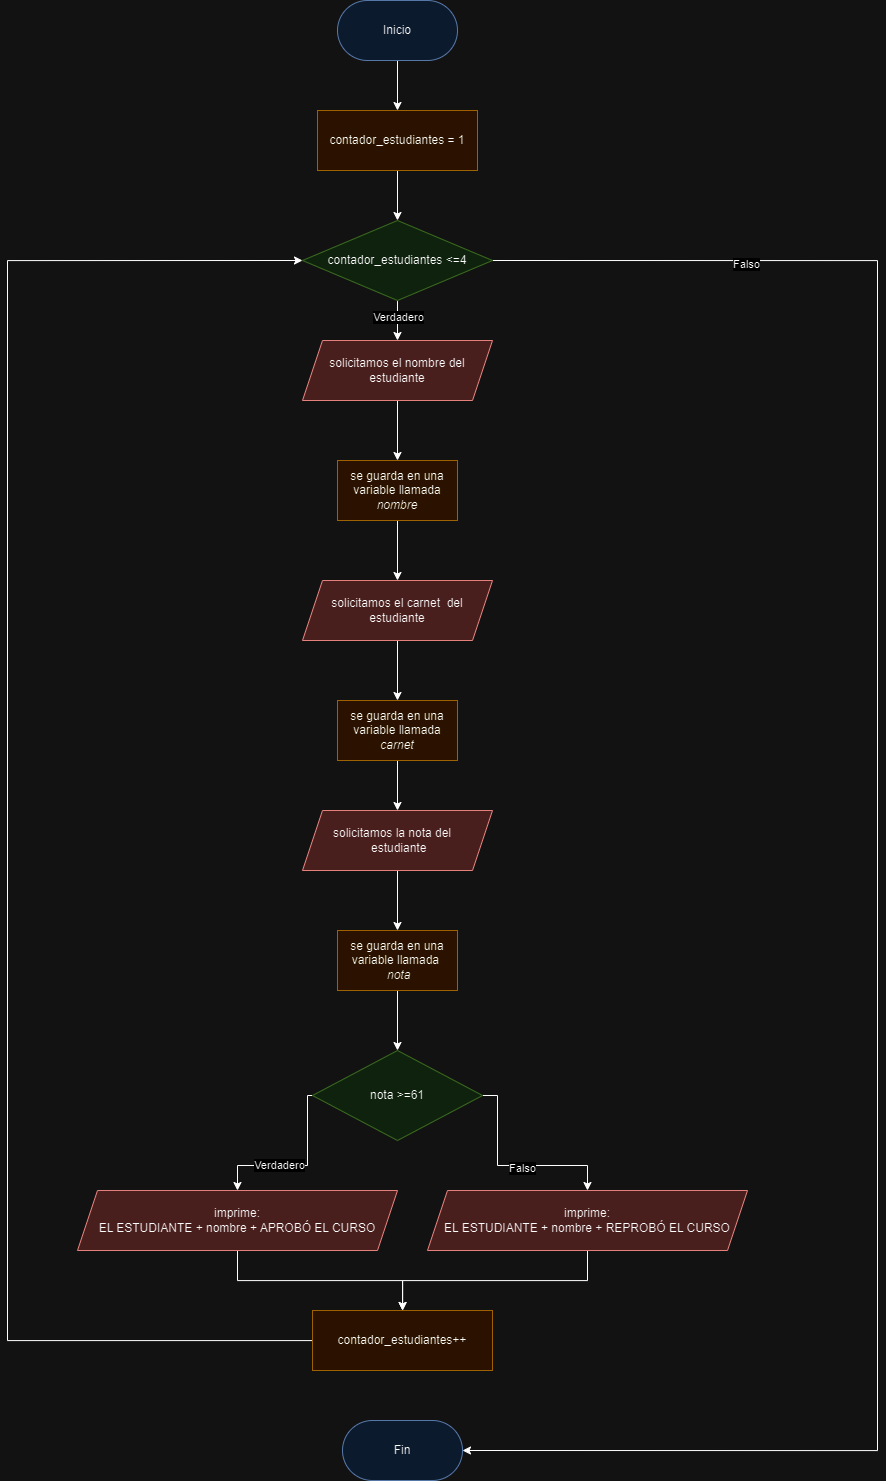 Inicio
contador_estudiantes = 1
contador_estudiantes <=4
Falso
Verdadero
solicitamos el nombre del
estudiante
se guarda en una
variable llamada
nombre
solicitamos el carnet  del
estudiante
se guarda en una
variable llamada
carnet
solicitamos la nota del
estudiante
se guarda en una
variable llamada
nota
nota >=61
Verdadero
Falso
imprime:
EL ESTUDIANTE + nombre + APROBÓ EL CURSO
imprime:
EL ESTUDIANTE + nombre + REPROBÓ EL CURSO
contador_estudiantes++
Fin